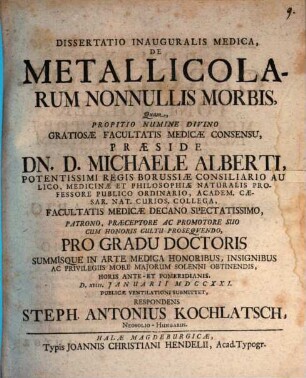 9.
DISSERTATIO INAUGURALIS MEDICA,
DE
METALLICOLA-
RUM NONNULLIS MORBIS,
Quam
PROPITIO NUMINE DIVINO
GRATIOSÆ FACULTATIS MEDICÆ CONSENSU,
PRÆSIDE
DN. D. MICHAELE ALBERTI,
POTENTISSIMI REGIS BORUSSIÆ CONSILIARIO AU
LICO, MEDICINÆ ET PHILOSOPHIÆ NATURALIS PRO-
FESSORE PUBLICO ORDINARIO, ACADEM. CÆ-
SAR. NAT. CURIOS. COLLEGA,
FACULTATIS MEDICÆ DECANO SPECTATISSIMO,
PATRONO, PRÆCEPTORE AC PROMOTORE SUO
CUM HONORIS CULTU PROSEQVENDO,
PRO GRADU DOCTORIS
SUMMISQUE IN ARTE MEDICA HONORIBUS, INSIGNIBUS
AC PRIVILEGIIS MORE MAJORUM SOLENNI OBTINENDIS,
HORIS ANTE- ET POMERIDIANIS.
D. JANUARII MDCCXXI.
PUBLICÆ VENTILATIONI SUBMITTET,
RESPONDENS
STEPH. ANTONIUS KOCHLATSCH,
NEOSOLIO-HUNGARUS.
HALÆ MAGDEBURGICÆ,
Typis JOANNIS CHRISTIANI HENDELII, Acad. Typogr.